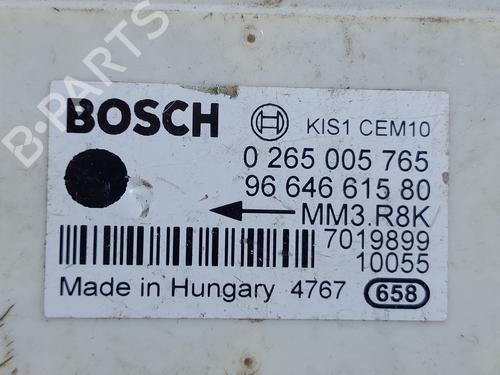 BOSCH KIS1 CEM10
0 265 005 765
96 646 615 80
MM3.R8K
7019899
10055
Made in Hungary 4767 658
B-PARTS